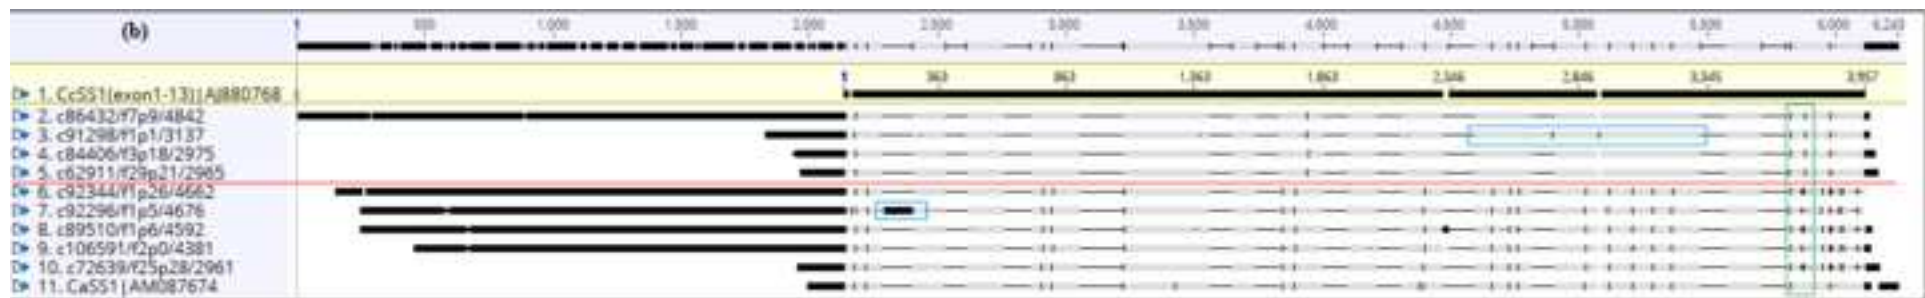 (b)
1 500 1,000 1,500 2,000 2,500 3,000 3,500 4,000 4,500 5,000 5,500 6,000 6,243
1 363 863 1,363 1,863 2,346 2,846 3,345 3,957
1. CcSS1(exon1-13)|AJ880768
2. c86432/f7p9/4842
3. c91298/f1p1/3137
4. c84406/f3p18/2975
5. c62911/f29p21/2965
6. c92344/f1p26/4662
7. c92296/f1p5/4676
8. c89510/f1p6/4592
9. c106591/f2p0/4381
10. c72639/f25p28/2961
11. CaSS1|AM087674